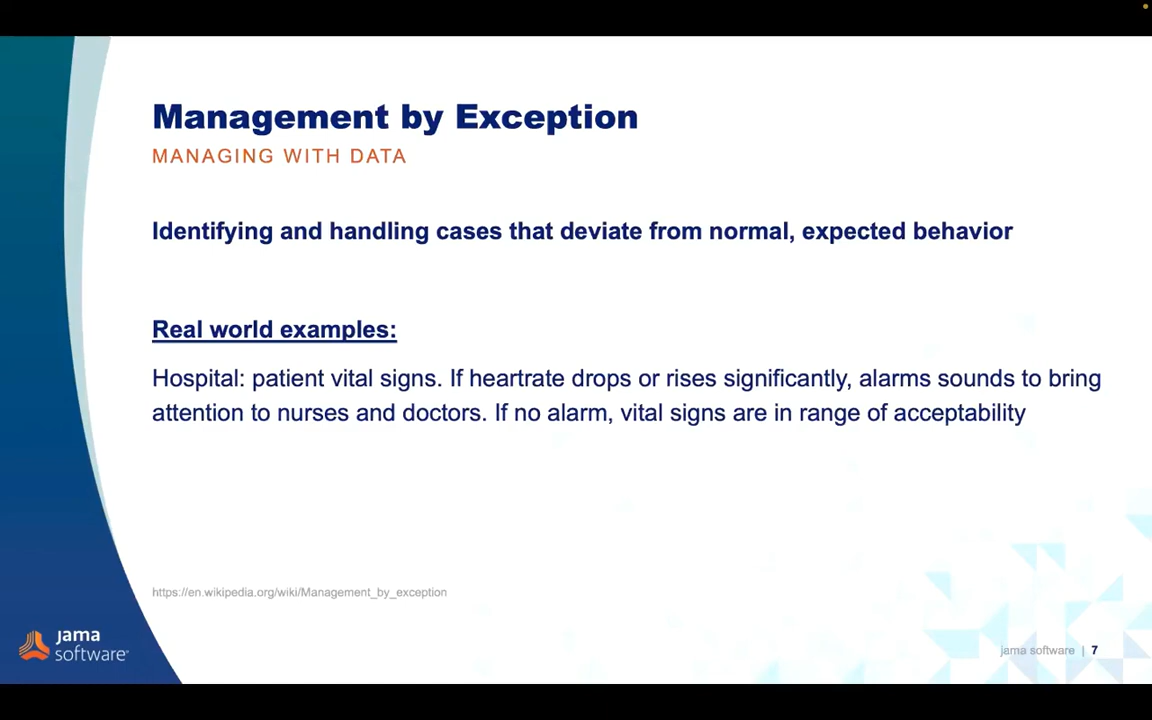 Management by Exception
MANAGING WITH DATA
Identifying and handling cases that deviate from normal, expected behavior
Real world examples:
Hospital: patient vital signs. If heartrate drops or rises significantly, alarms sounds to bring
attention to nurses and doctors. If no alarm, vital signs are in range of acceptability
https://en.wikipedia.org/wiki/Management_by_exception
jama
software®
jama software | 7